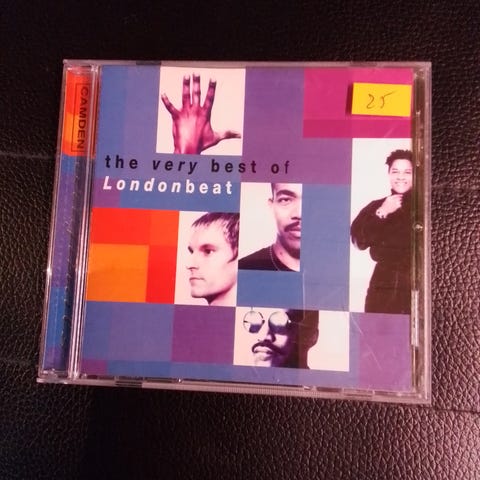 CAMDEN
25
the very best of
Londonbeat